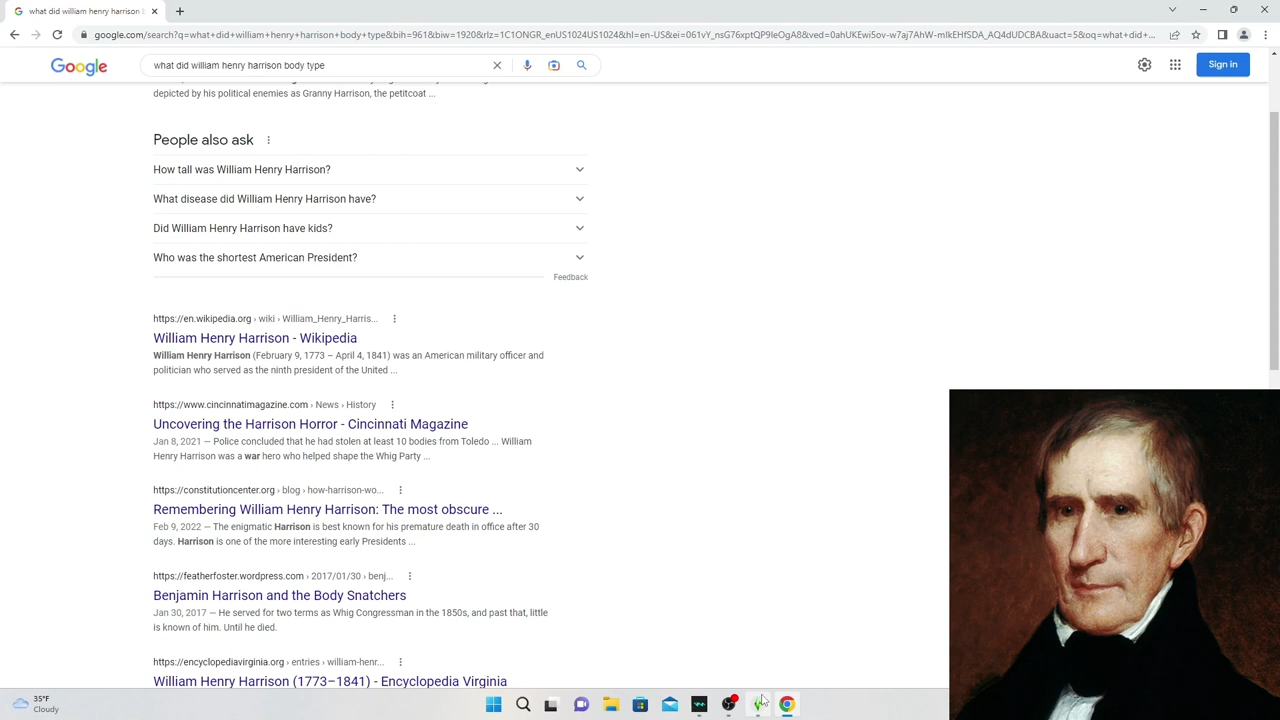 what did william henry harrison b
google.com/search?q=what+did+william+henry+harrison+body+type&bih=961&biw=1920&rlz=1C1ONGR_enUS1024US1024&hl=en-US&ei=061vY_nsG76xptQP9IeOgA8&ved=0ahUKEwi5ov-w7aj7AhW-mIkEHfSDA_AQ4dUDCBA&uact=5&oq=what+did+...
Google
what did william henry harrison body type
Sign in
depicted by his political enemies as Granny Harrison, the petitcoat ...
People also ask
How tall was William Henry Harrison?
What disease did William Henry Harrison have?
Did William Henry Harrison have kids?
Who was the shortest American President?
Feedback
https://en.wikipedia.org › wiki › William_Henry_Harris...
William Henry Harrison - Wikipedia
William Henry Harrison (February 9, 1773 – April 4, 1841) was an American military officer and
politician who served as the ninth president of the United ...
https://www.cincinnatimagazine.com › News › History
Uncovering the Harrison Horror - Cincinnati Magazine
Jan 8, 2021 — Police concluded that he had stolen at least 10 bodies from Toledo ... William
Henry Harrison was a war hero who helped shape the Whig Party ...
https://constitutioncenter.org › blog › how-harrison-wo...
Remembering William Henry Harrison: The most obscure ...
Feb 9, 2022 — The enigmatic Harrison is best known for his premature death in office after 30
days. Harrison is one of the more interesting early Presidents ...
https://featherfoster.wordpress.com › 2017/01/30 › benj...
Benjamin Harrison and the Body Snatchers
Jan 30, 2017 — He served for two terms as Whig Congressman in the 1850s, and past that, little
is known of him. Until he died.
https://encyclopediavirginia.org › entries › william-henr...
William Henry Harrison (1773–1841) - Encyclopedia Virginia
35°F
Cloudy